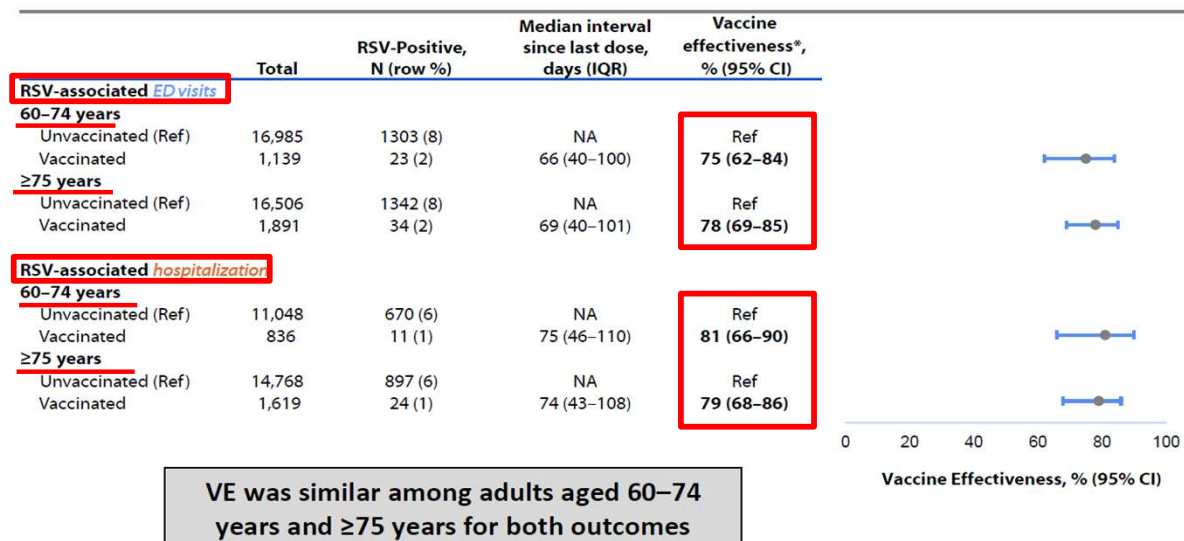 Total RSV-Positive, N (row %) Median interval since last dose, days (IQR) Vaccine effectiveness*, % (95% CI)
RSV-associated ED visits
60–74 years
Unvaccinated (Ref) 16,985 1303 (8) NA Ref
Vaccinated 1,139 23 (2) 66 (40–100) 75 (62–84)
≥75 years
Unvaccinated (Ref) 16,506 1342 (8) NA Ref
Vaccinated 1,891 34 (2) 69 (40–101) 78 (69–85)
RSV-associated hospitalization
60–74 years
Unvaccinated (Ref) 11,048 670 (6) NA Ref
Vaccinated 836 11 (1) 75 (46–110) 81 (66–90)
≥75 years
Unvaccinated (Ref) 14,768 897 (6) NA Ref
Vaccinated 1,619 24 (1) 74 (43–108) 79 (68–86)
0 20 40 60 80 100
Vaccine Effectiveness, % (95% CI)
VE was similar among adults aged 60–74
years and ≥75 years for both outcomes